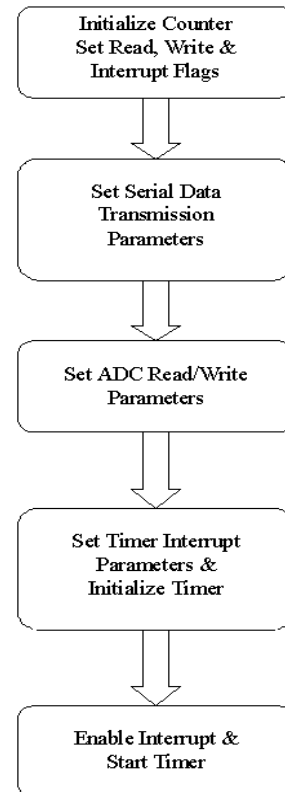 Initialize Counter
Set Read, Write &
Interrupt Flags
Set Serial Data
Transmission
Parameters
Set ADC Read/Write
Parameters
Set Timer Interrupt
Parameters &
Initialize Timer
Enable Interrupt &
Start Timer